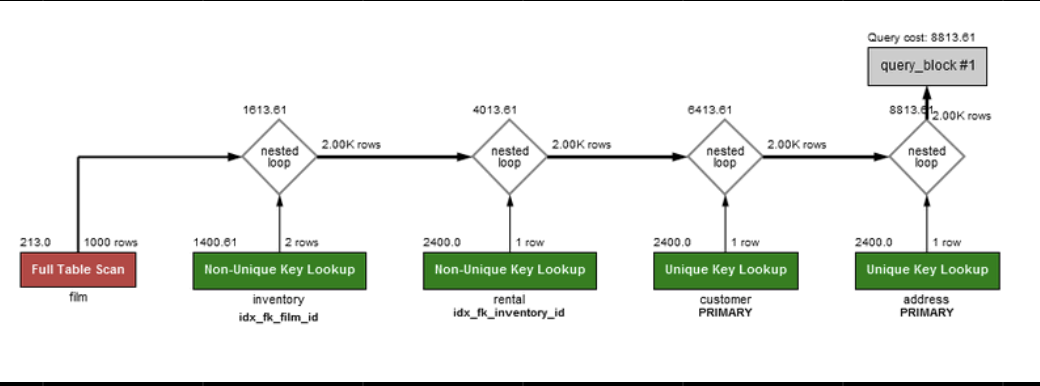 Query cost: 8813.61
query_block #1
1613.61
4013.61
6413.61
8813.61
2.00K rows
nested
loop
2.00K rows
nested
loop
2.00K rows
nested
loop
2.00K rows
nested
loop
213.0
1000 rows
1400.61
2 rows
2400.0
1 row
2400.0
1 row
2400.0
1 row
Full Table Scan
Non-Unique Key Lookup
Non-Unique Key Lookup
Unique Key Lookup
Unique Key Lookup
film
inventory
idx_fk_film_id
rental
idx_fk_inventory_id
customer
PRIMARY
address
PRIMARY